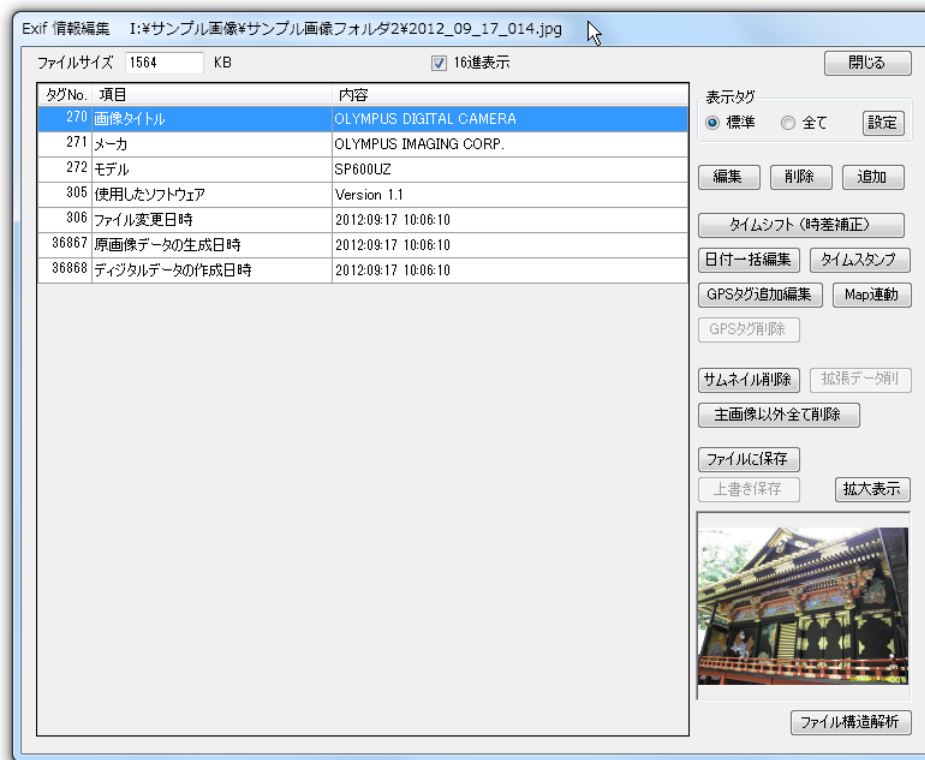 Exif 情報編集 I:¥サンプル画像¥サンプル画像フォルダ2¥2012_09_17_014.jpg
ファイルサイズ 1564 KB 16進表示 閉じる
タグNo. 項目 内容
270 画像タイトル OLYMPUS DIGITAL CAMERA
271 メーカ OLYMPUS IMAGING CORP.
272 モデル SP600UZ
305 使用したソフトウェア Version 1.1
306 ファイル変更日時 2012:09:17 10:06:10
36867 原画像データの生成日時 2012:09:17 10:06:10
36868 ディジタルデータの作成日時 2012:09:17 10:06:10
表示タグ
標準 全て 設定
編集 削除 追加
タイムシフト（時差補正）
日付一括編集 タイムスタンプ
GPSタグ追加編集 Map連動
GPSタグ削除
サムネイル削除 拡張データ削
主画像以外全て削除
ファイルに保存
上書き保存 拡大表示
ファイル構造解析